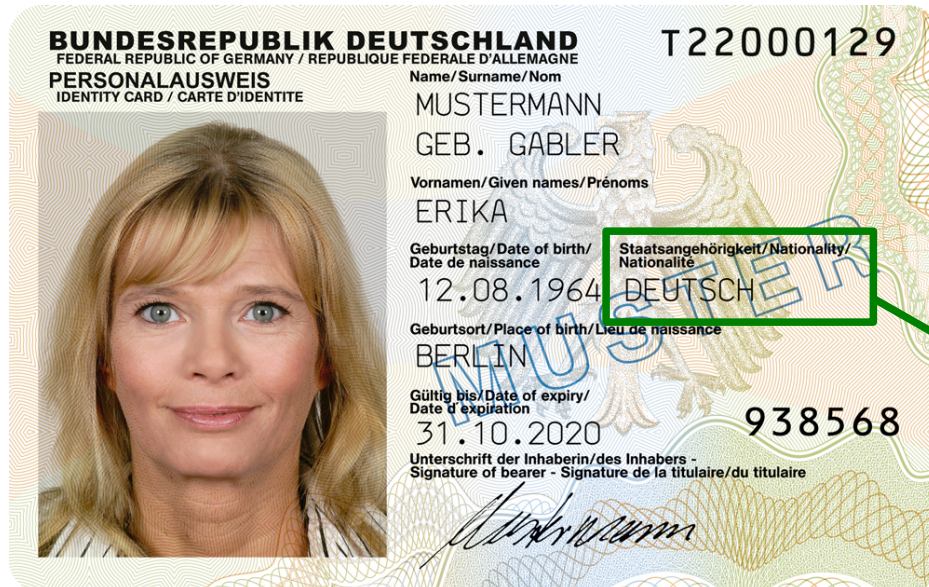 BUNDESREPUBLIK DEUTSCHLAND
FEDERAL REPUBLIC OF GERMANY / REPUBLIQUE FEDERALE D'ALLEMAGNE
PERSONALAUSWEIS
IDENTITY CARD / CARTE D'IDENTITE
T22000129
Name/Surname/Nom
MUSTERMANN
GEB. GABLER
Vornamen/Given names/Prénoms
ERIKA
Geburtstag/Date of birth/
Date de naissance
12.08.1964
Staatsangehörigkeit/Nationality/
Nationalité
DEUTSCH
Geburtsort/Place of birth/Lieu de naissance
BERLIN
Gültig bis/Date of expiry/
Date d'expiration
31.10.2020
938568
Unterschrift der Inhaberin/des Inhabers -
Signature of bearer - Signature de la titulaire/du titulaire
Mustermann
MUSTER